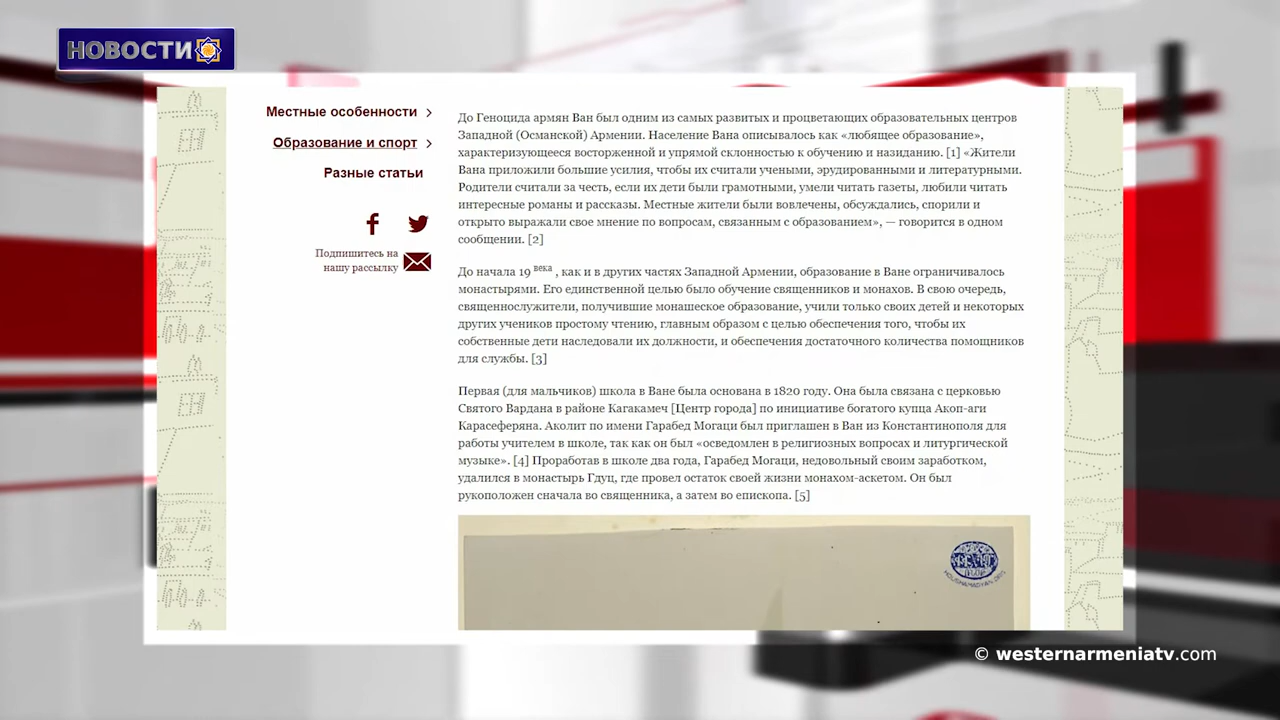 НОВОСТИ
Местные особенности
Образование и спорт
Разные статьи
Подпишитесь на
нашу рассылку
До Геноцида армян Ван был одним из самых развитых и процветающих образовательных центров
Западной (Османской) Армении. Население Вана описывалось как «любящее образование»,
характеризующееся восторженной и упрямой склонностью к обучению и назиданию. [1] «Жители
Вана приложили большие усилия, чтобы их считали учеными, эрудированными и литературными.
Родители считали за честь, если их дети были грамотными, умели читать газеты, любили читать
интересные романы и рассказы. Местные жители были вовлечены, обсуждались, спорили и
открыто выражали свое мнение по вопросам, связанным с образованием», — говорится в одном
сообщении. [2]
До начала 19 века , как и в других частях Западной Армении, образование в Ване ограничивалось
монастырями. Его единственной целью было обучение священников и монахов. В свою очередь,
священнослужители, получившие монашеское образование, учили только своих детей и некоторых
других учеников простому чтению, главным образом с целью обеспечения того, чтобы их
собственные дети наследовали их должности, и обеспечения достаточного количества помощников
для службы. [3]
Первая (для мальчиков) школа в Ване была основана в 1820 году. Она была связана с церковью
Святого Вардана в районе Кагакамеч [Центр города] по инициативе богатого купца Акоп-аги
Карасеферяна. Аколит по имени Гарабед Могаци был приглашен в Ван из Константинополя для
работы учителем в школе, так как он был «осведомлен в религиозных вопросах и литургической
музыке». [4] Проработав в школе два года, Гарабед Могаци, недовольный своим заработком,
удалился в монастырь Гдуц, где провел остаток своей жизни монахом-аскетом. Он был
рукоположен сначала во священника, а затем во епископа. [5]
HOUSHAMADYAN.ORG
© westernarmeniatv.com